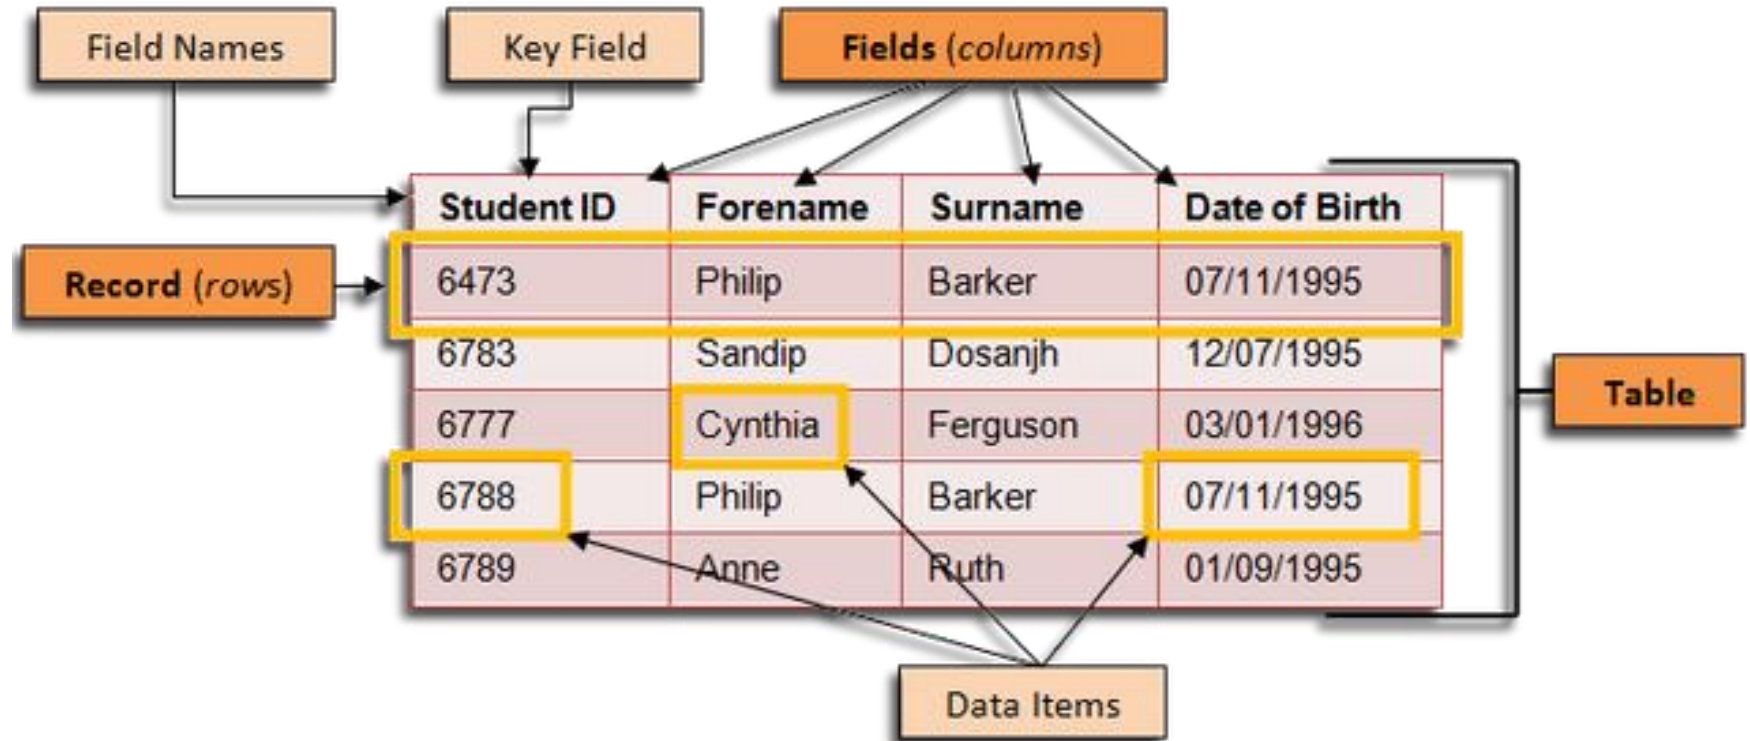 Field Names
Key Field
Fields (columns)
Student ID Forename Surname Date of Birth
Record (rows)
6473 Philip Barker 07/11/1995
6783 Sandip Dosanjh 12/07/1995
Table
6777 Cynthia Ferguson 03/01/1996
6788 Philip Barker 07/11/1995
6789 Anne Ruth 01/09/1995
Data Items